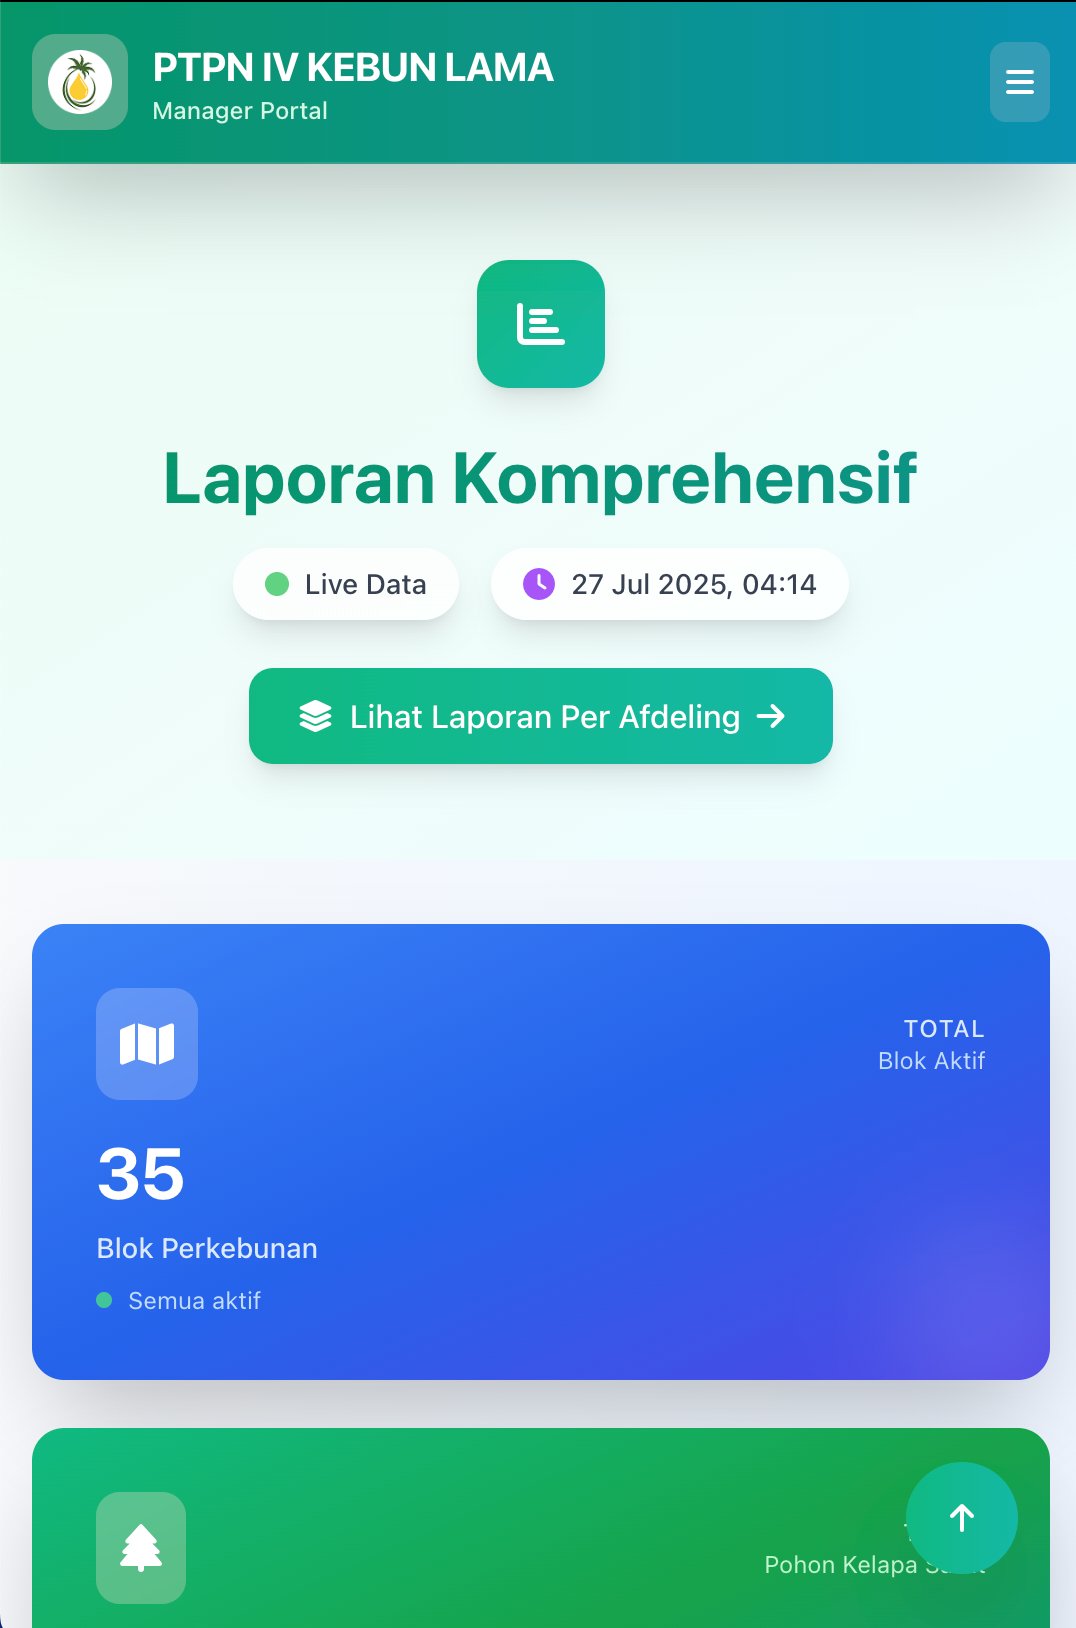 PTPN IV KEBUN LAMA
Manager Portal
Laporan Komprehensif
Live Data
27 Jul 2025, 04:14
Lihat Laporan Per Afdeling
TOTAL
Blok Aktif
35
Blok Perkebunan
Semua aktif
Pohon Kelapa